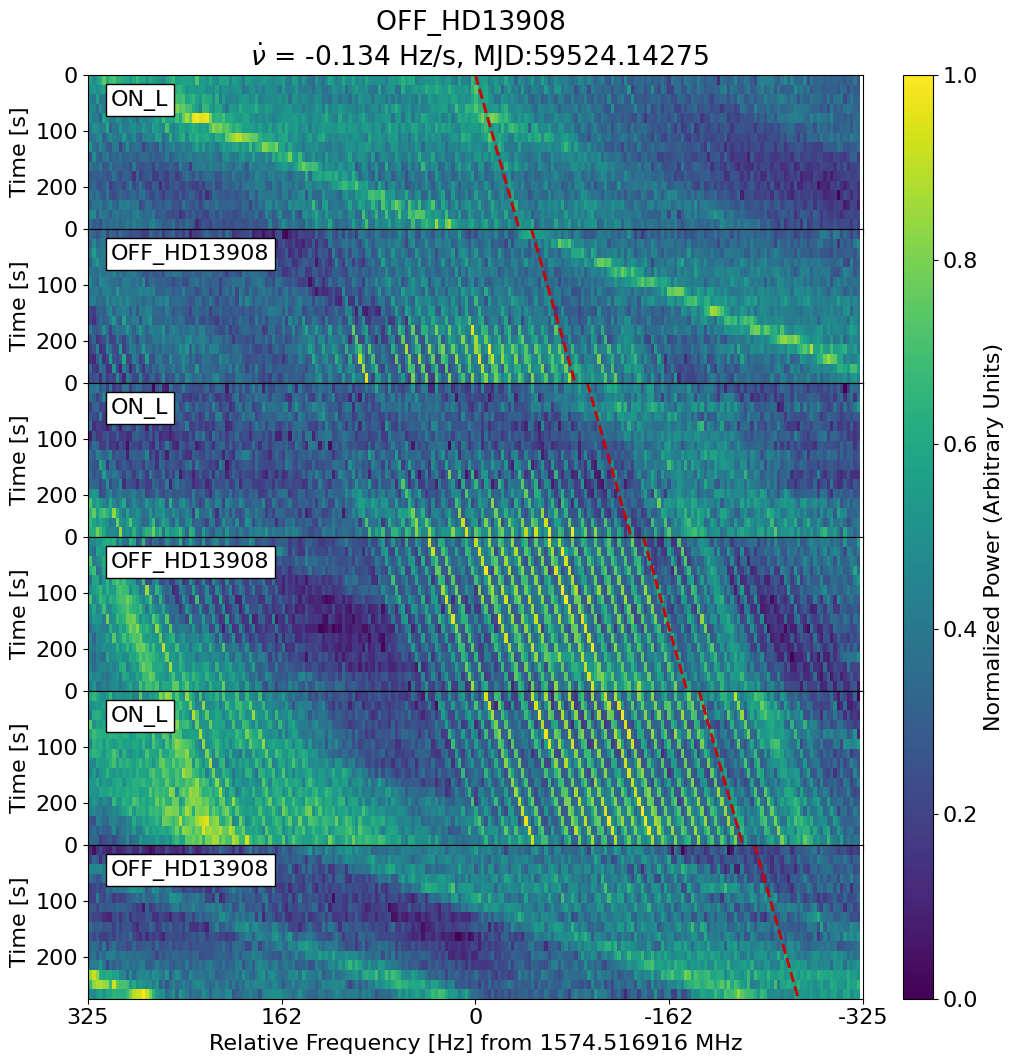 OFF_HD13908
ν̇ = -0.134 Hz/s, MJD:59524.14275
0
100
200
Time [s]
ON_L
0
100
200
Time [s]
OFF_HD13908
0
100
200
Time [s]
ON_L
0
100
200
Time [s]
OFF_HD13908
0
100
200
Time [s]
ON_L
0
100
200
Time [s]
OFF_HD13908
325 162 0 -162 -325
Relative Frequency [Hz] from 1574.516916 MHz
1.0
0.8
0.6
0.4
0.2
0.0
Normalized Power (Arbitrary Units)